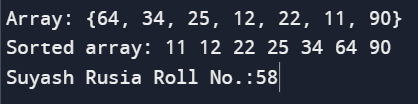 Array: {64, 34, 25, 12, 22, 11, 90}
Sorted array: 11 12 22 25 34 64 90
Suyash Rusia Roll No.:58